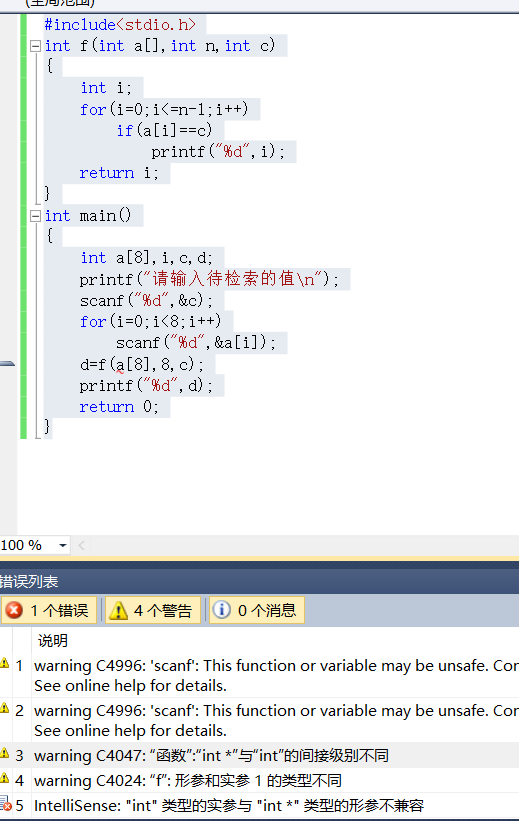 (全局范围)
#include<stdio.h>
int f(int a[],int n,int c)
{
int i;
for(i=0;i<=n-1;i++)
if(a[i]==c)
printf("%d",i);
return i;
}
int main()
{
int a[8],i,c,d;
printf("请输入待检索的值\n");
scanf("%d",&c);
for(i=0;i<8;i++)
scanf("%d",&a[i]);
d=f(a[8],8,c);
printf("%d",d);
return 0;
}
100 %
错误列表
1 个错误 4 个警告 0 个消息
说明
1 warning C4996: 'scanf': This function or variable may be unsafe. Con
See online help for details.
2 warning C4996: 'scanf': This function or variable may be unsafe. Con
See online help for details.
3 warning C4047: “函数”:“int *”与“int”的间接级别不同
4 warning C4024: “f”: 形参和实参 1 的类型不同
5 IntelliSense: "int" 类型的实参与 "int *" 类型的形参不兼容